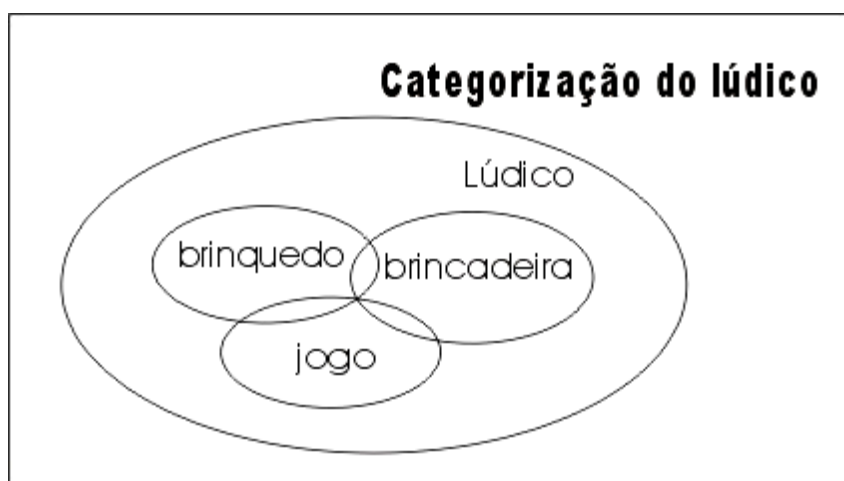 Categorização do lúdico
Lúdico
brinquedo
brincadeira
jogo